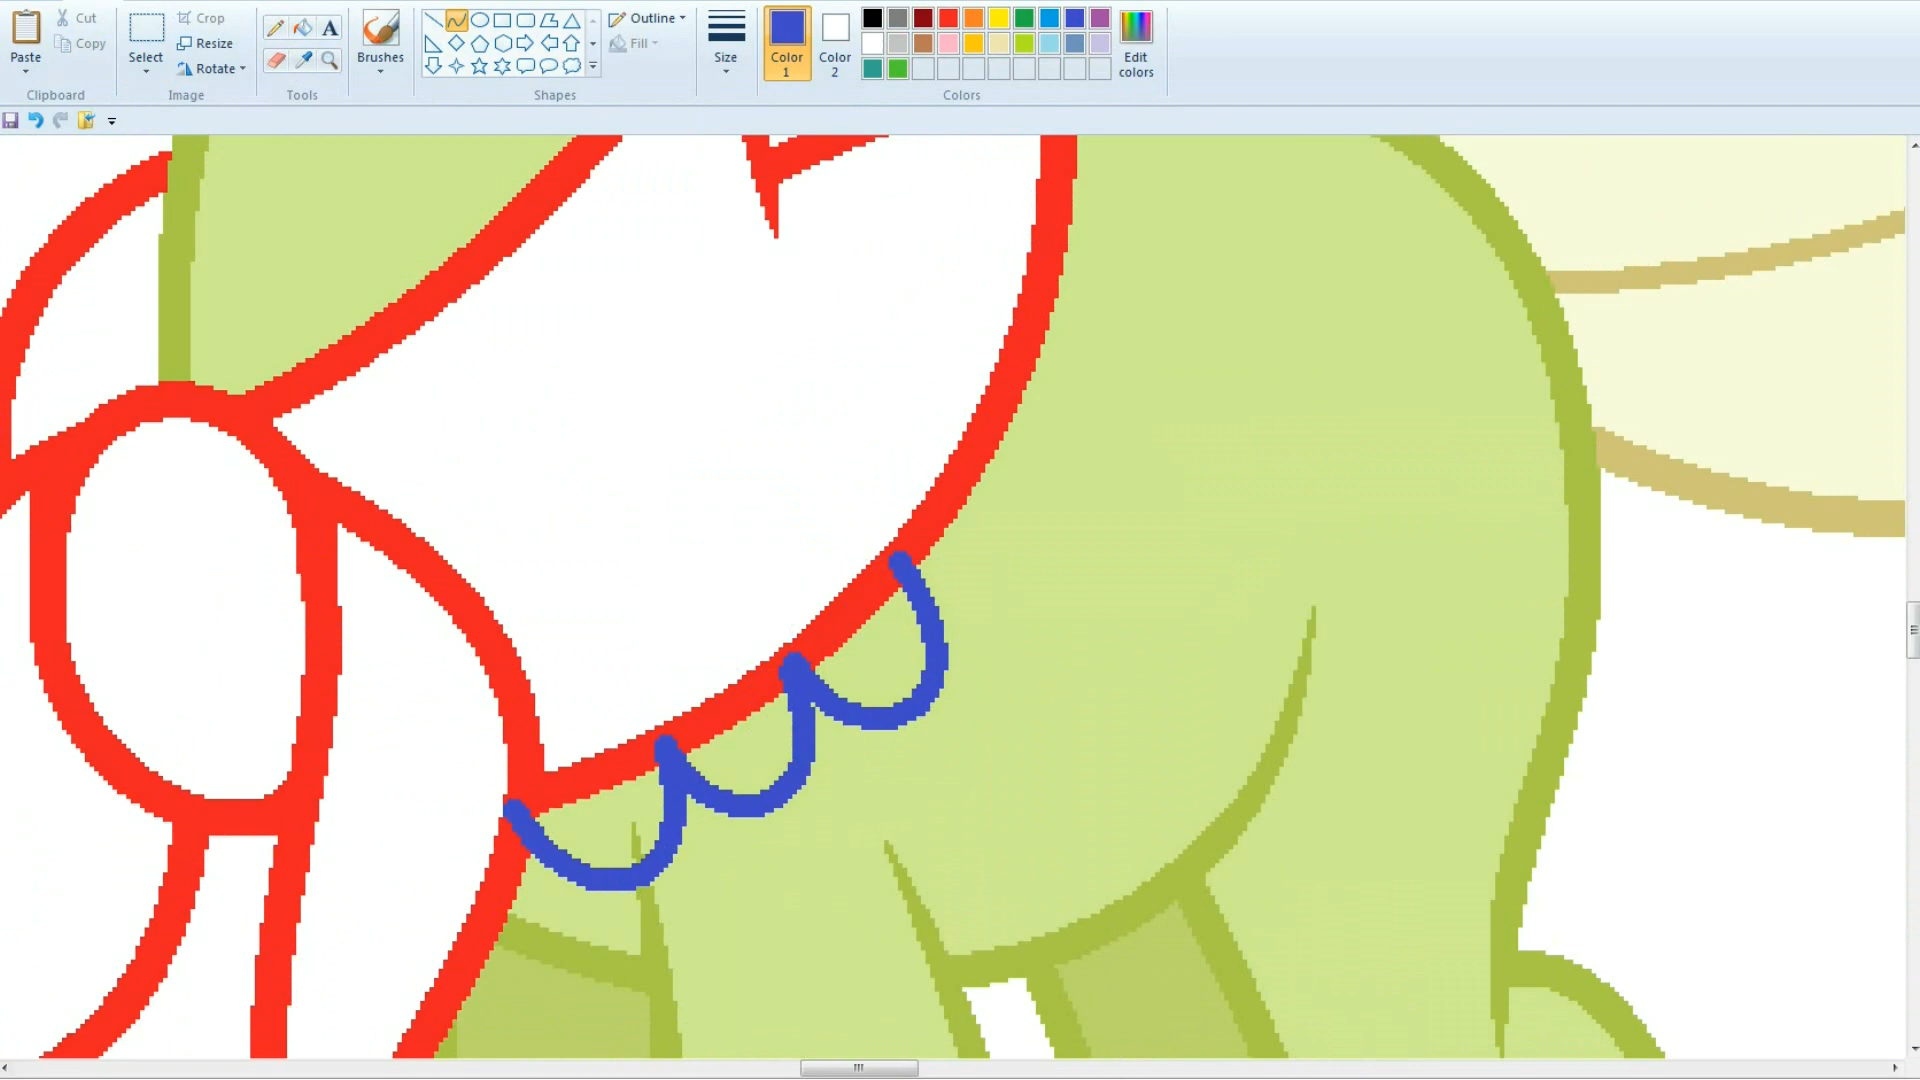 Paste
Cut
Copy
Clipboard
Select
Crop
Resize
Rotate
Image
A
Tools
Brushes
Outline
Fill
Shapes
Size
Color
1
Color
2
Edit
colors
Colors